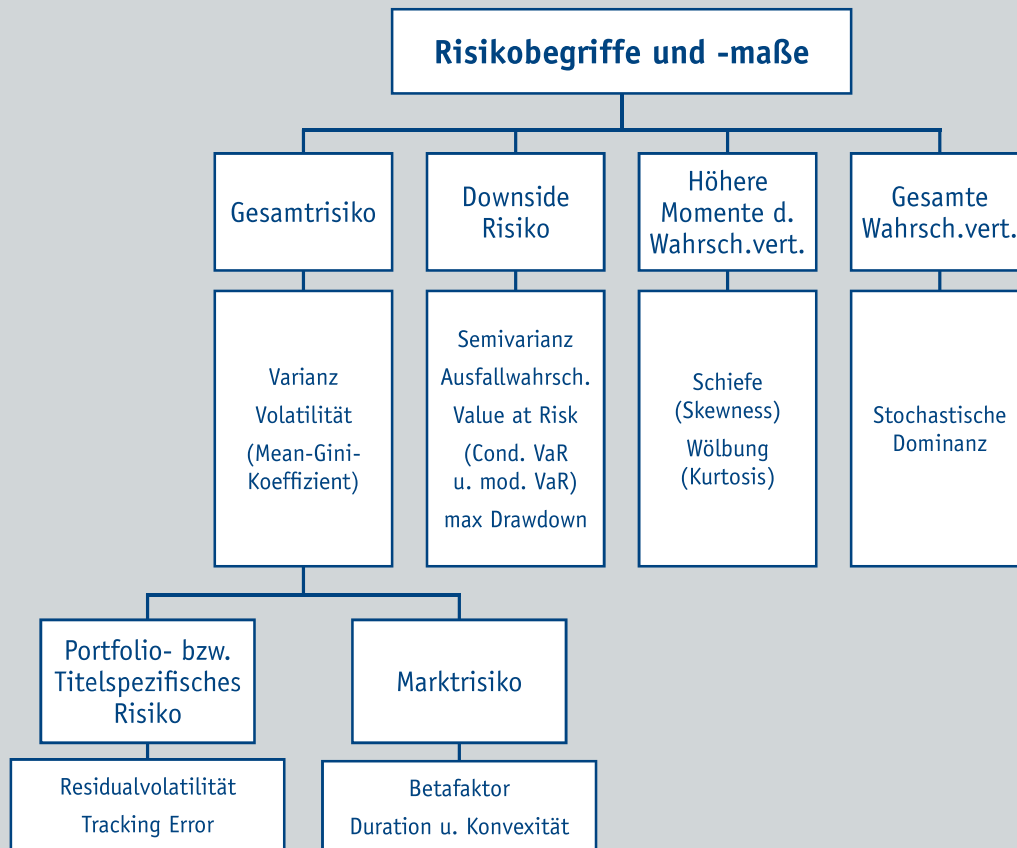 Risikobegriffe und -maße
Gesamtrisiko
Downside
Risiko
Höhere
Momente d.
Wahrsch.vert.
Gesamte
Wahrsch.vert.
Varianz
Volatilität
(Mean-Gini-
Koeffizient)
Semivarianz
Ausfallwahrsch.
Value at Risk
(Cond. VaR
u. mod. VaR)
max Drawdown
Schiefe
(Skewness)
Wölbung
(Kurtosis)
Stochastische
Dominanz
Portfolio- bzw.
Titelspezifisches
Risiko
Marktrisiko
Residualvolatilität
Tracking Error
Betafaktor
Duration u. Konvexität